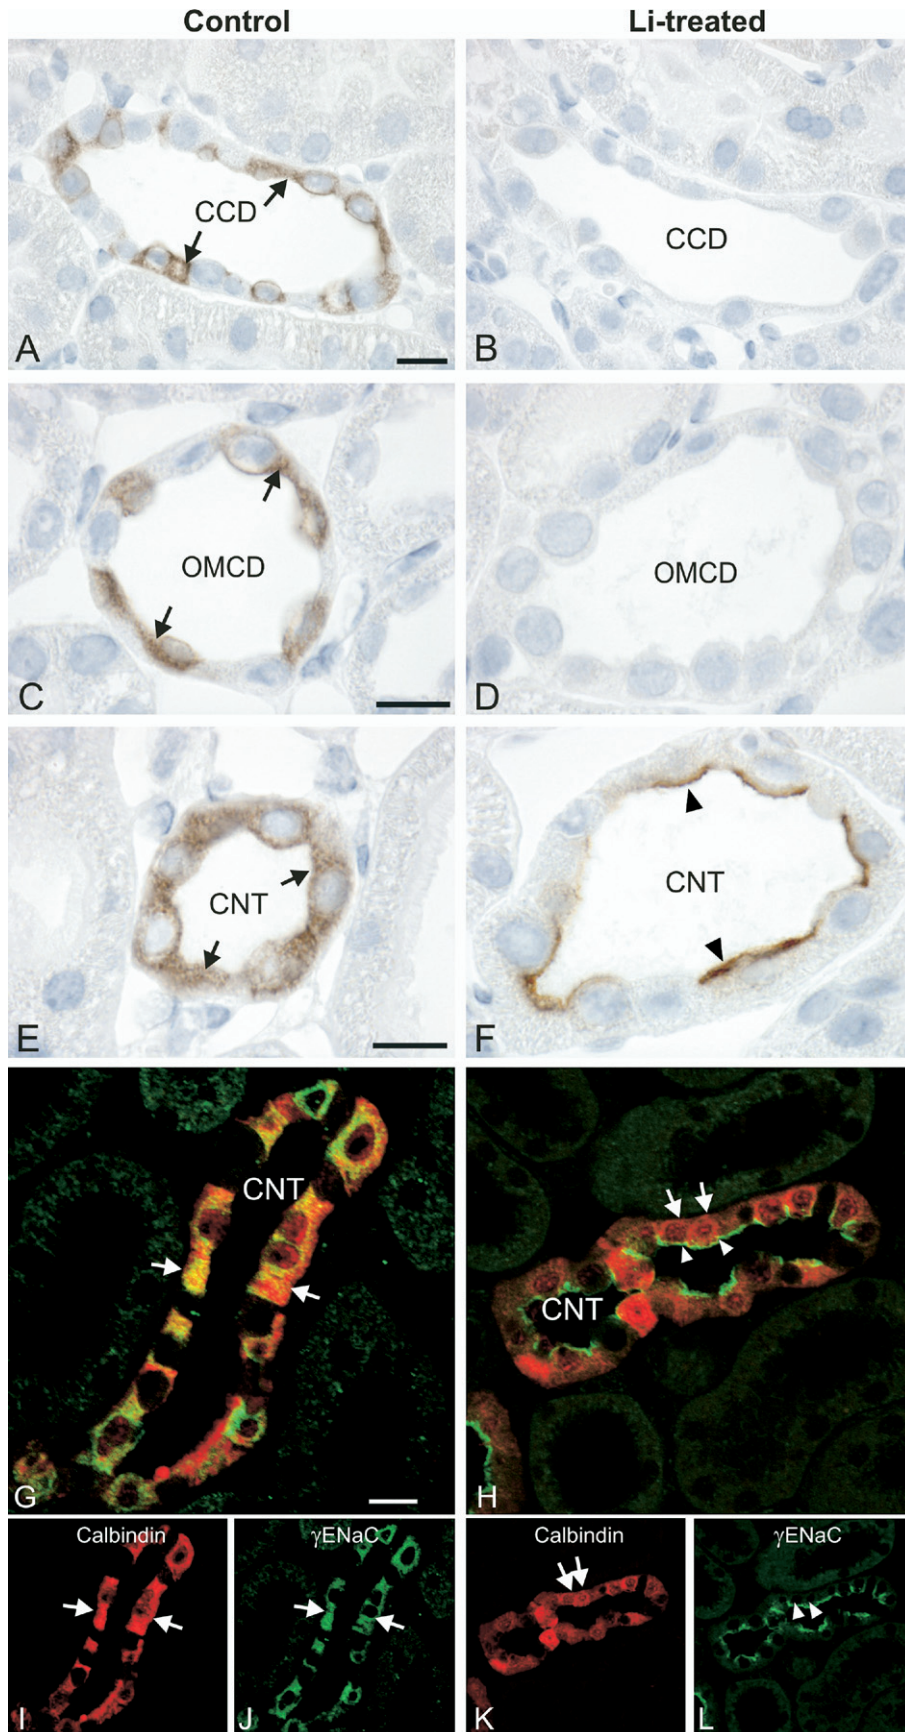 Control
Li-treated
CCD
A
CCD
B
OMCD
C
OMCD
D
CNT
E
CNT
F
CNT
G
CNT
H
Calbindin
I
γENaC
J
Calbindin
K
γENaC
L